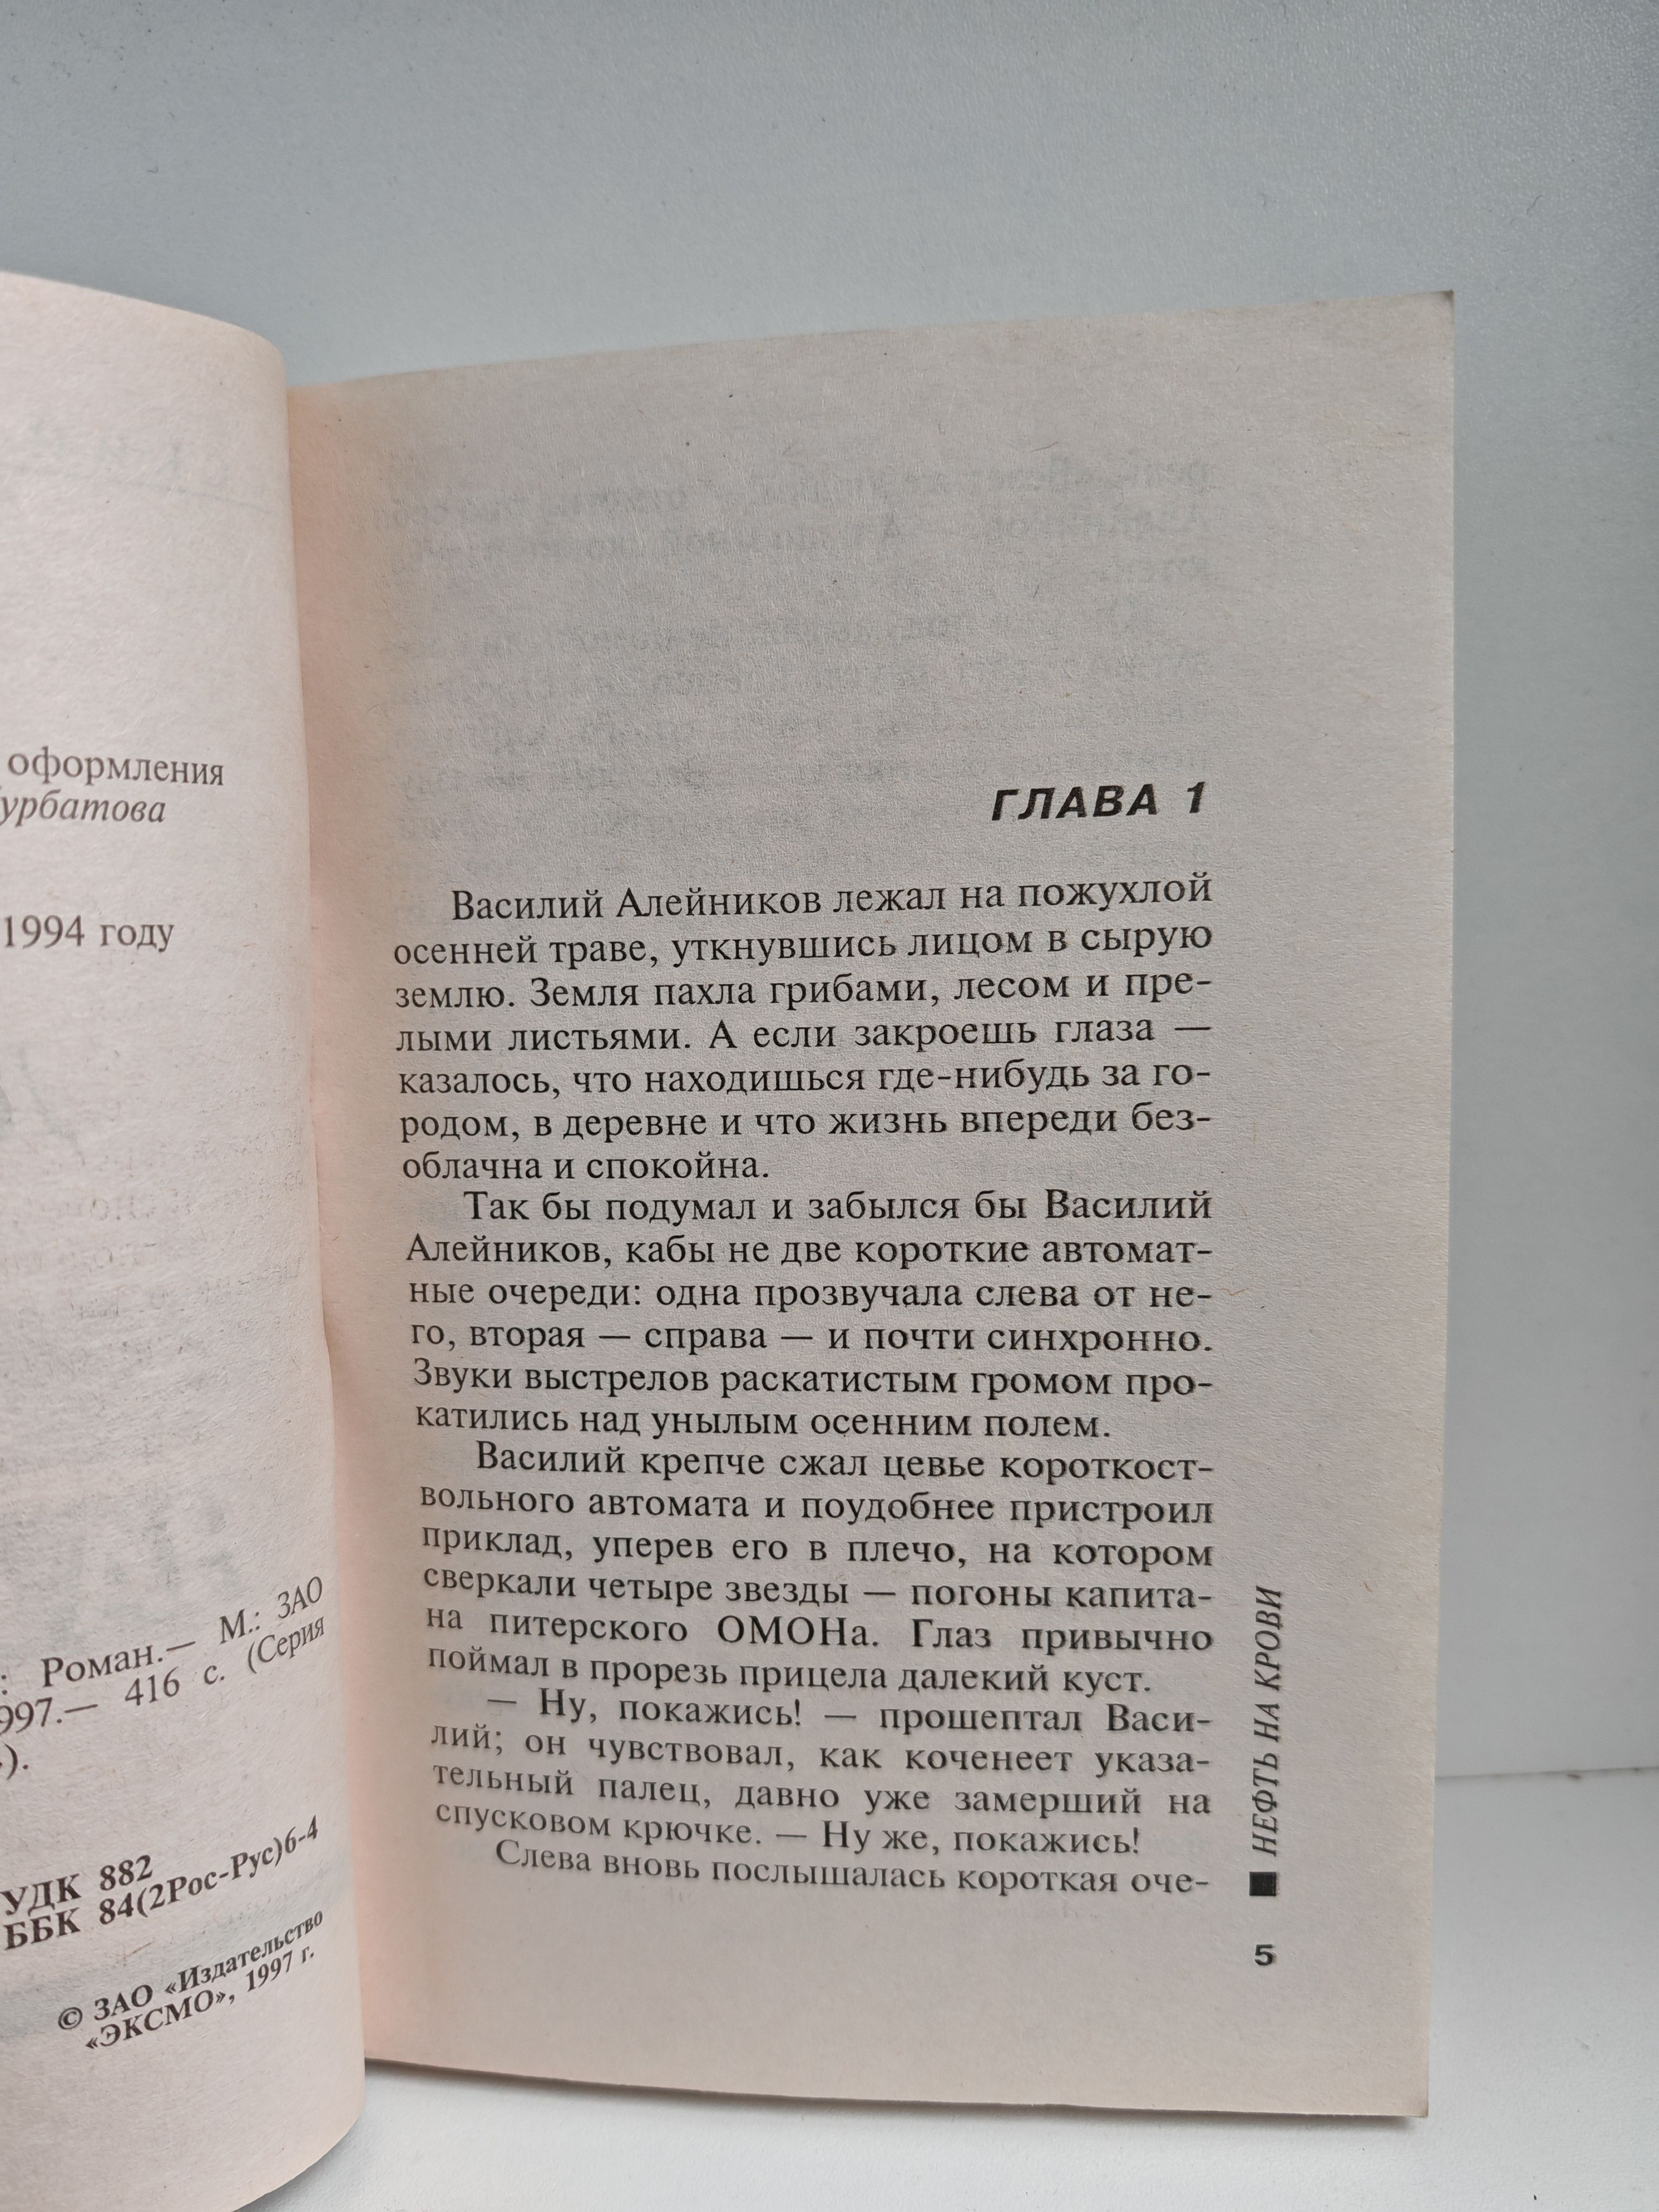 оформления
урбатова
1994 году
: Роман.— М.: ЗАО
997.— 416 с. (Серия
).
УДК 882
ББК 84(2Рос-Рус)6-4
© ЗАО «Издательство
«ЭКСМО», 1997 г.
ГЛАВА 1
Василий Алейников лежал на пожухлой
осенней траве, уткнувшись лицом в сырую
землю. Земля пахла грибами, лесом и пре-
лыми листьями. А если закроешь глаза —
казалось, что находишься где-нибудь за го-
родом, в деревне и что жизнь впереди без-
облачна и спокойна.
Так бы подумал и забылся бы Василий
Алейников, кабы не две короткие автомат-
ные очереди: одна прозвучала слева от не-
го, вторая — справа — и почти синхронно.
Звуки выстрелов раскатистым громом про-
катились над унылым осенним полем.
Василий крепче сжал цевье короткост-
вольного автомата и поудобнее пристроил
приклад, уперев его в плечо, на котором
сверкали четыре звезды — погоны капита-
на питерского ОМОНа. Глаз привычно
поймал в прорезь прицела далекий куст.
— Ну, покажись! — прошептал Васи-
лий; он чувствовал, как коченеет указа-
тельный палец, давно уже замерший на
спусковом крючке. — Ну же, покажись!
Слева вновь послышалась короткая оче-
НЕФТЬ НА КРОВИ
5